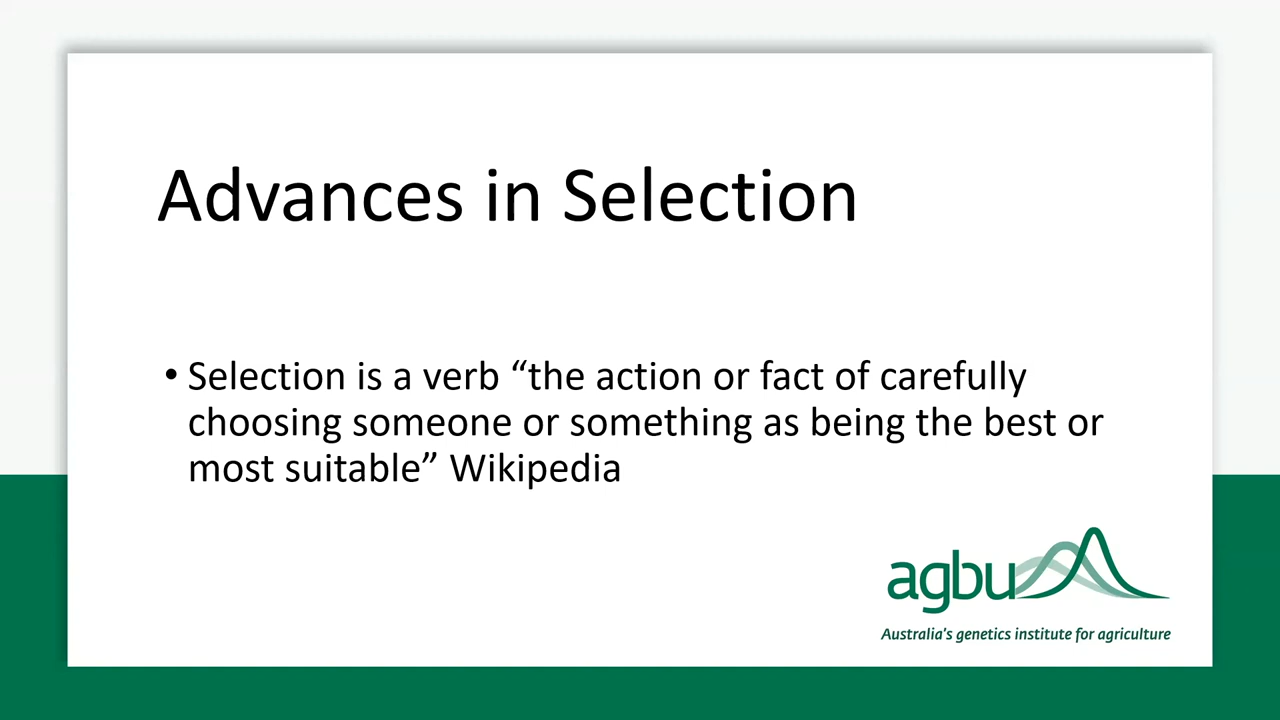 Advances in Selection
• Selection is a verb “the action or fact of carefully
choosing someone or something as being the best or
most suitable” Wikipedia
agbu
Australia's genetics institute for agriculture